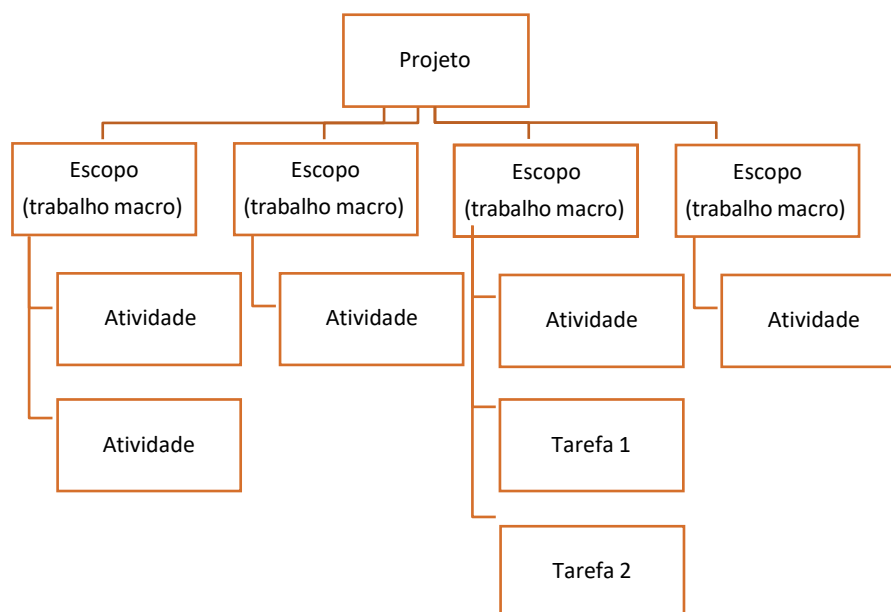 Projeto
Escopo
(trabalho macro)
Escopo
(trabalho macro)
Escopo
(trabalho macro)
Escopo
(trabalho macro)
Atividade
Atividade
Atividade
Atividade
Atividade
Tarefa 1
Tarefa 2